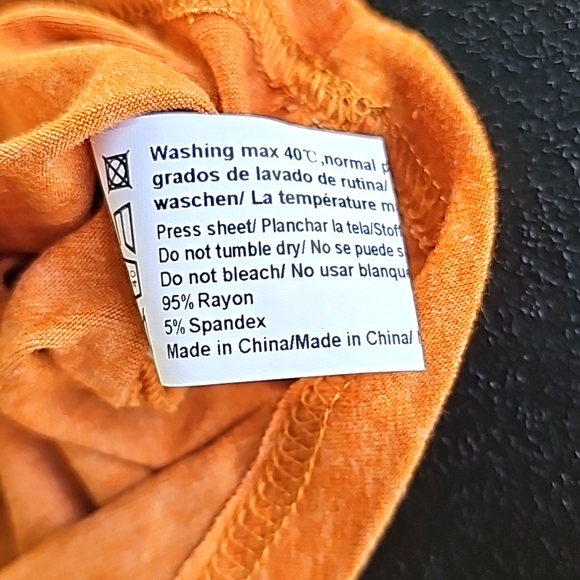 Washing max 40℃ ,normal
grados de lavado de rutina/
waschen/ La température
Press sheet/ Planchar la tela/Stoff
Do not tumble dry/ No se puede
Do not bleach/ No usar
95% Rayon
5% Spandex
Made in China/Made in China/
40